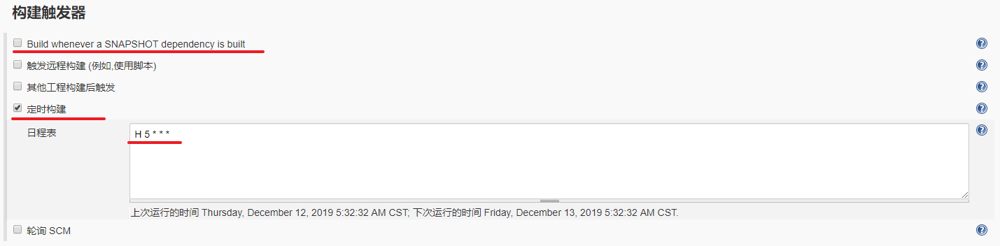 构建触发器
Build whenever a SNAPSHOT dependency is built
触发远程构建 (例如,使用脚本)
其他工程构建后触发
定时构建
日程表
H 5 * * *
上次运行的时间 Thursday, December 12, 2019 5:32:32 AM CST; 下次运行的时间 Friday, December 13, 2019 5:32:32 AM CST.
轮询 SCM